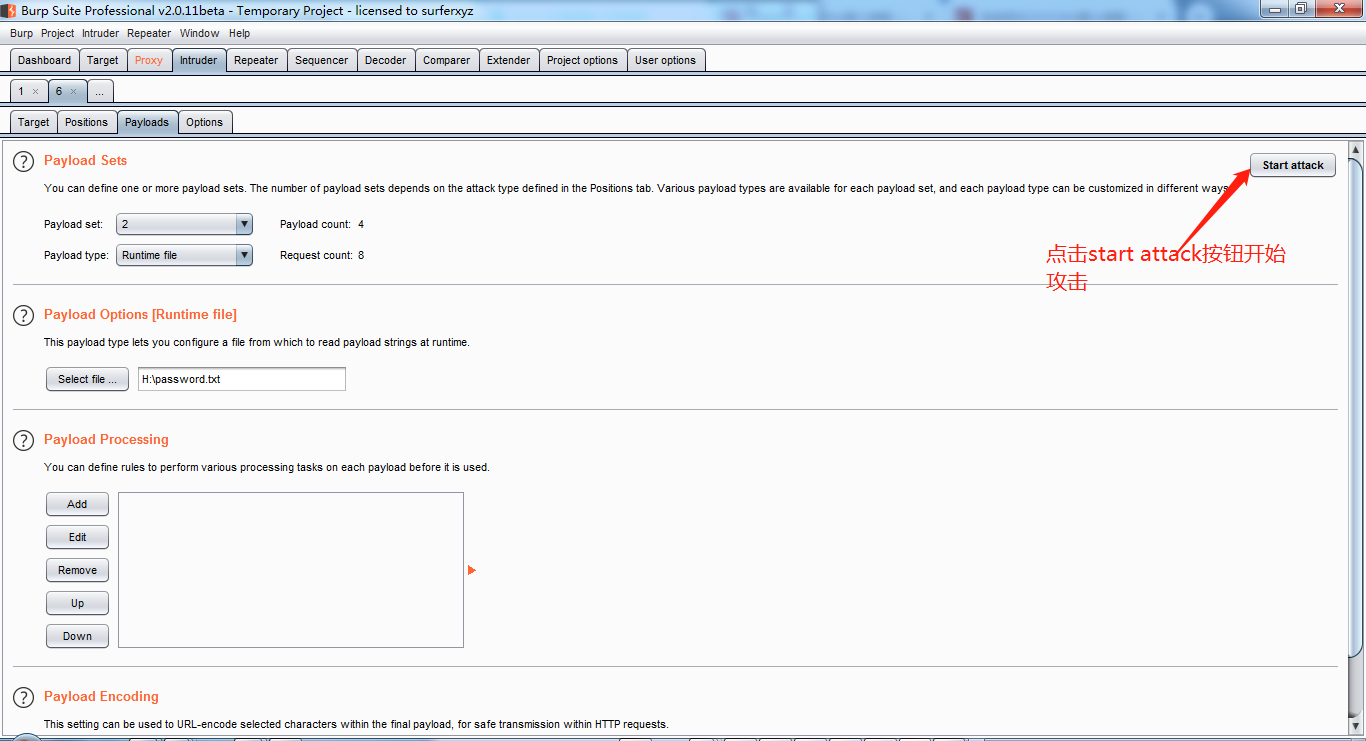 Burp Suite Professional v2.0.11beta - Temporary Project - licensed to surferxyz
Burp Project Intruder Repeater Window Help
Dashboard Target Proxy Intruder Repeater Sequencer Decoder Comparer Extender Project options User options
1 × 6 × ...
Target Positions Payloads Options
? Payload Sets
Start attack
You can define one or more payload sets. The number of payload sets depends on the attack type defined in the Positions tab. Various payload types are available for each payload set, and each payload type can be customized in different ways.
Payload set: 2 Payload count: 4
Payload type: Runtime file Request count: 8
点击start attack按钮开始
攻击
? Payload Options [Runtime file]
This payload type lets you configure a file from which to read payload strings at runtime.
Select file ... H:\password.txt
? Payload Processing
You can define rules to perform various processing tasks on each payload before it is used.
Add
Edit
Remove
Up
Down
? Payload Encoding
This setting can be used to URL-encode selected characters within the final payload, for safe transmission within HTTP requests.